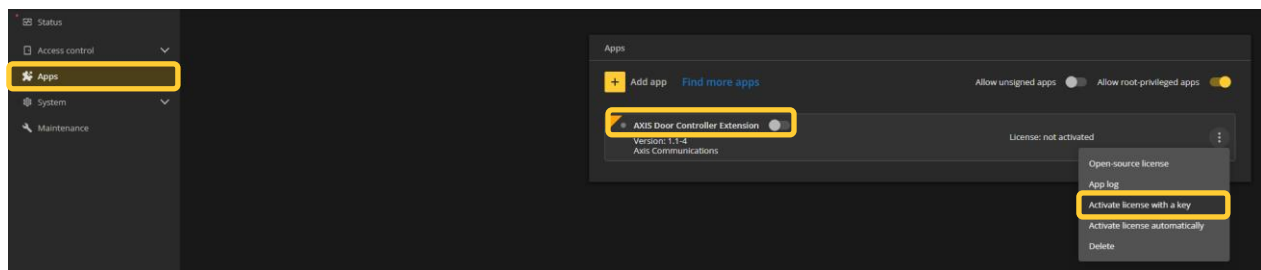 Status
Access control
Apps
System
Maintenance
Apps
+ Add app Find more apps Allow unsigned apps Allow root-privileged apps
AXIS Door Controller Extension
Version: 1.1-4
Axis Communications
License: not activated
Open-source license
App log
Activate license with a key
Activate license automatically
Delete